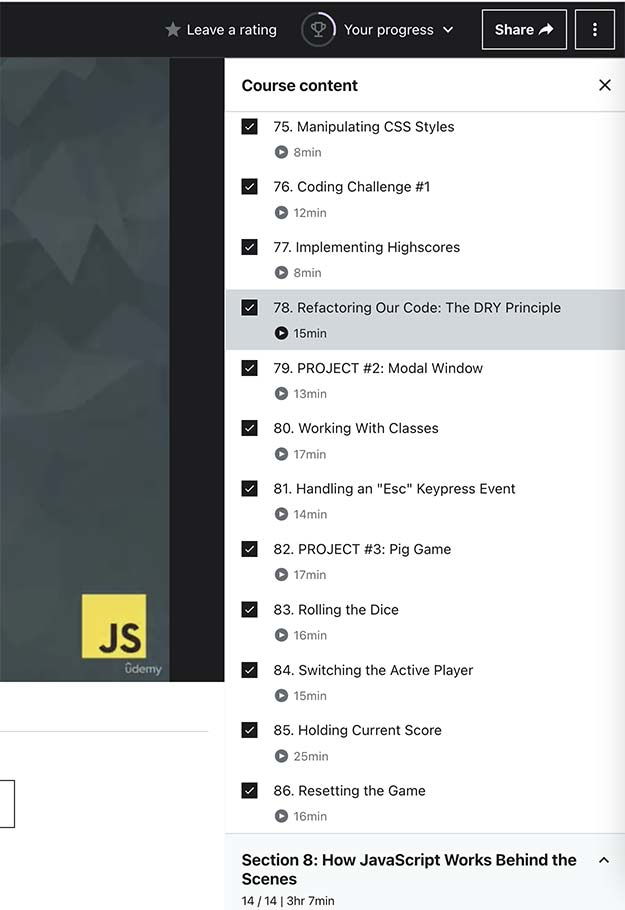 Leave a rating
Your progress
Share
Course content
75. Manipulating CSS Styles
8min
76. Coding Challenge #1
12min
77. Implementing Highscores
8min
78. Refactoring Our Code: The DRY Principle
15min
79. PROJECT #2: Modal Window
13min
80. Working With Classes
17min
81. Handling an "Esc" Keypress Event
14min
82. PROJECT #3: Pig Game
17min
83. Rolling the Dice
16min
84. Switching the Active Player
15min
85. Holding Current Score
25min
86. Resetting the Game
16min
Section 8: How JavaScript Works Behind the
Scenes
14 / 14 | 3hr 7min
JS
ûdemy